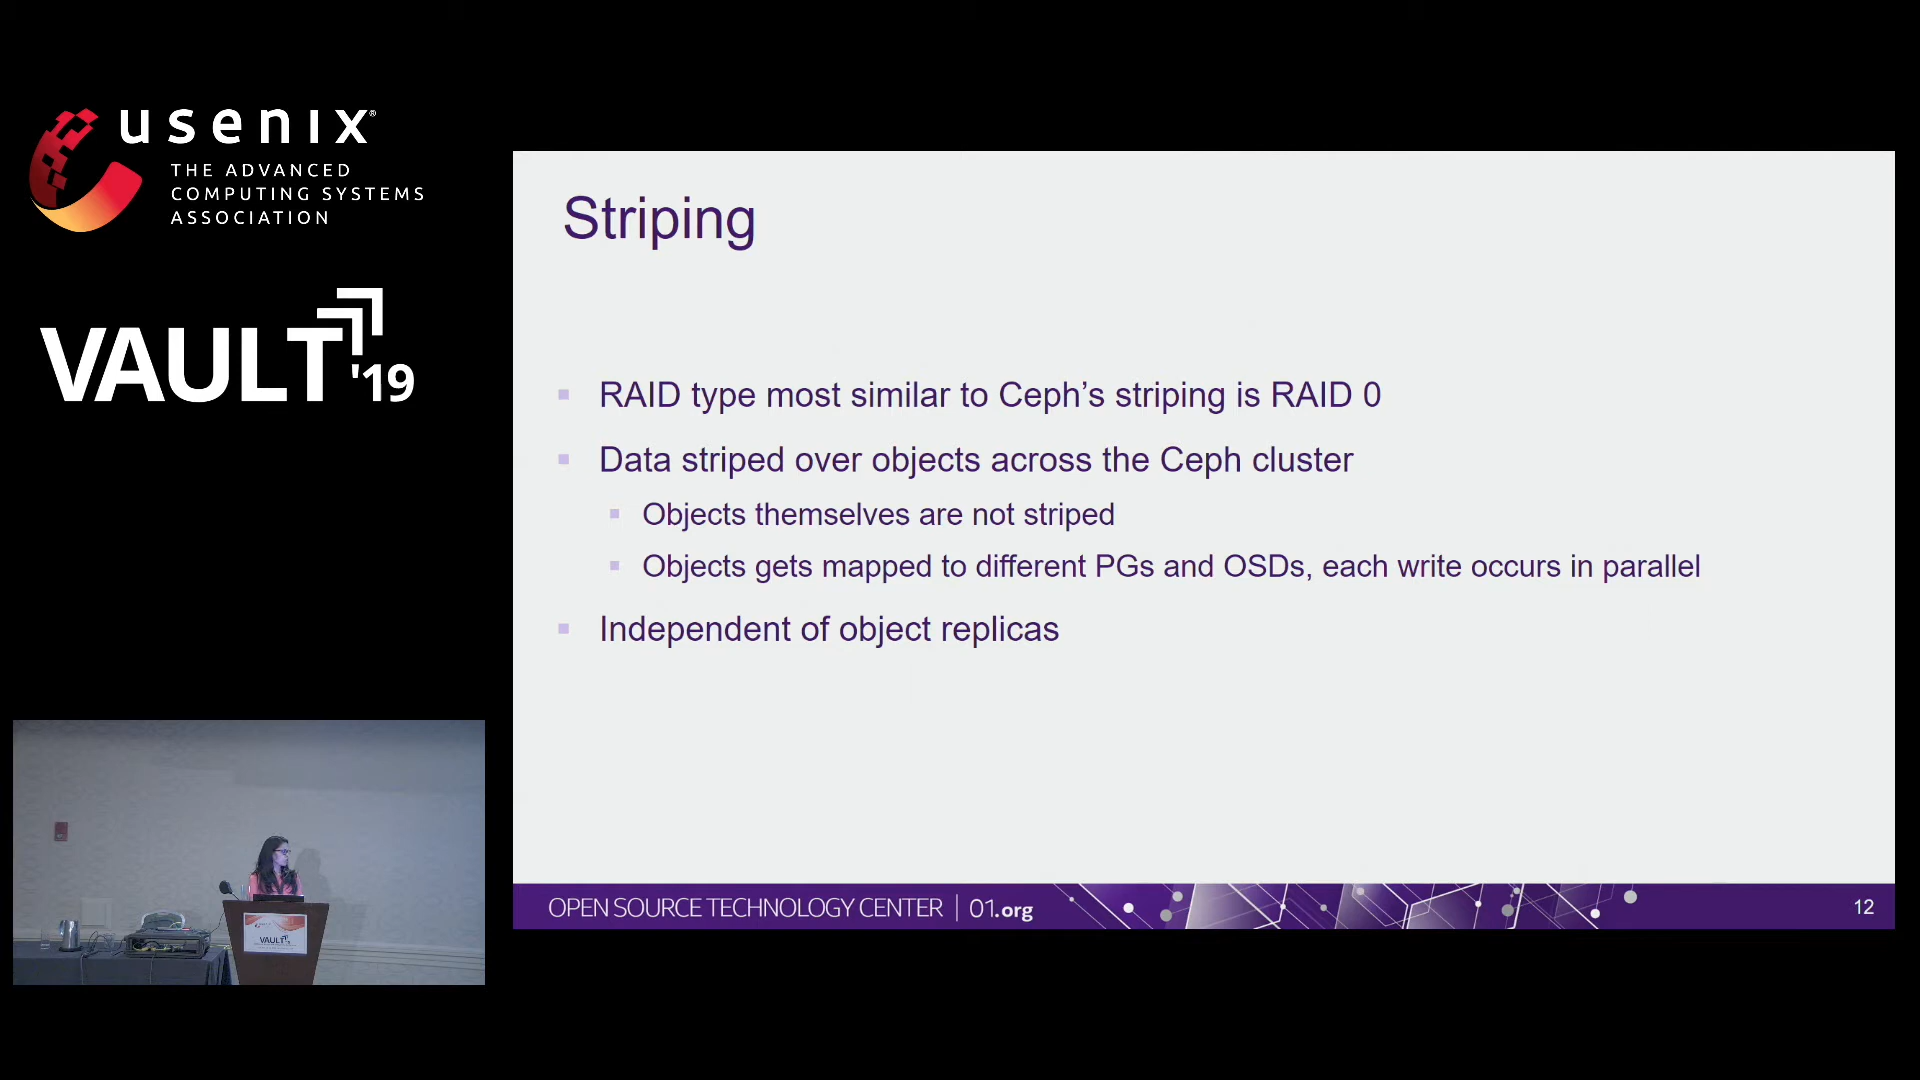 usenix®
THE ADVANCED
COMPUTING SYSTEMS
ASSOCIATION
VAULT '19
Striping
RAID type most similar to Ceph’s striping is RAID 0
Data striped over objects across the Ceph cluster
Objects themselves are not striped
Objects gets mapped to different PGs and OSDs, each write occurs in parallel
Independent of object replicas
OPEN SOURCE TECHNOLOGY CENTER | 01.org
12
VAULT